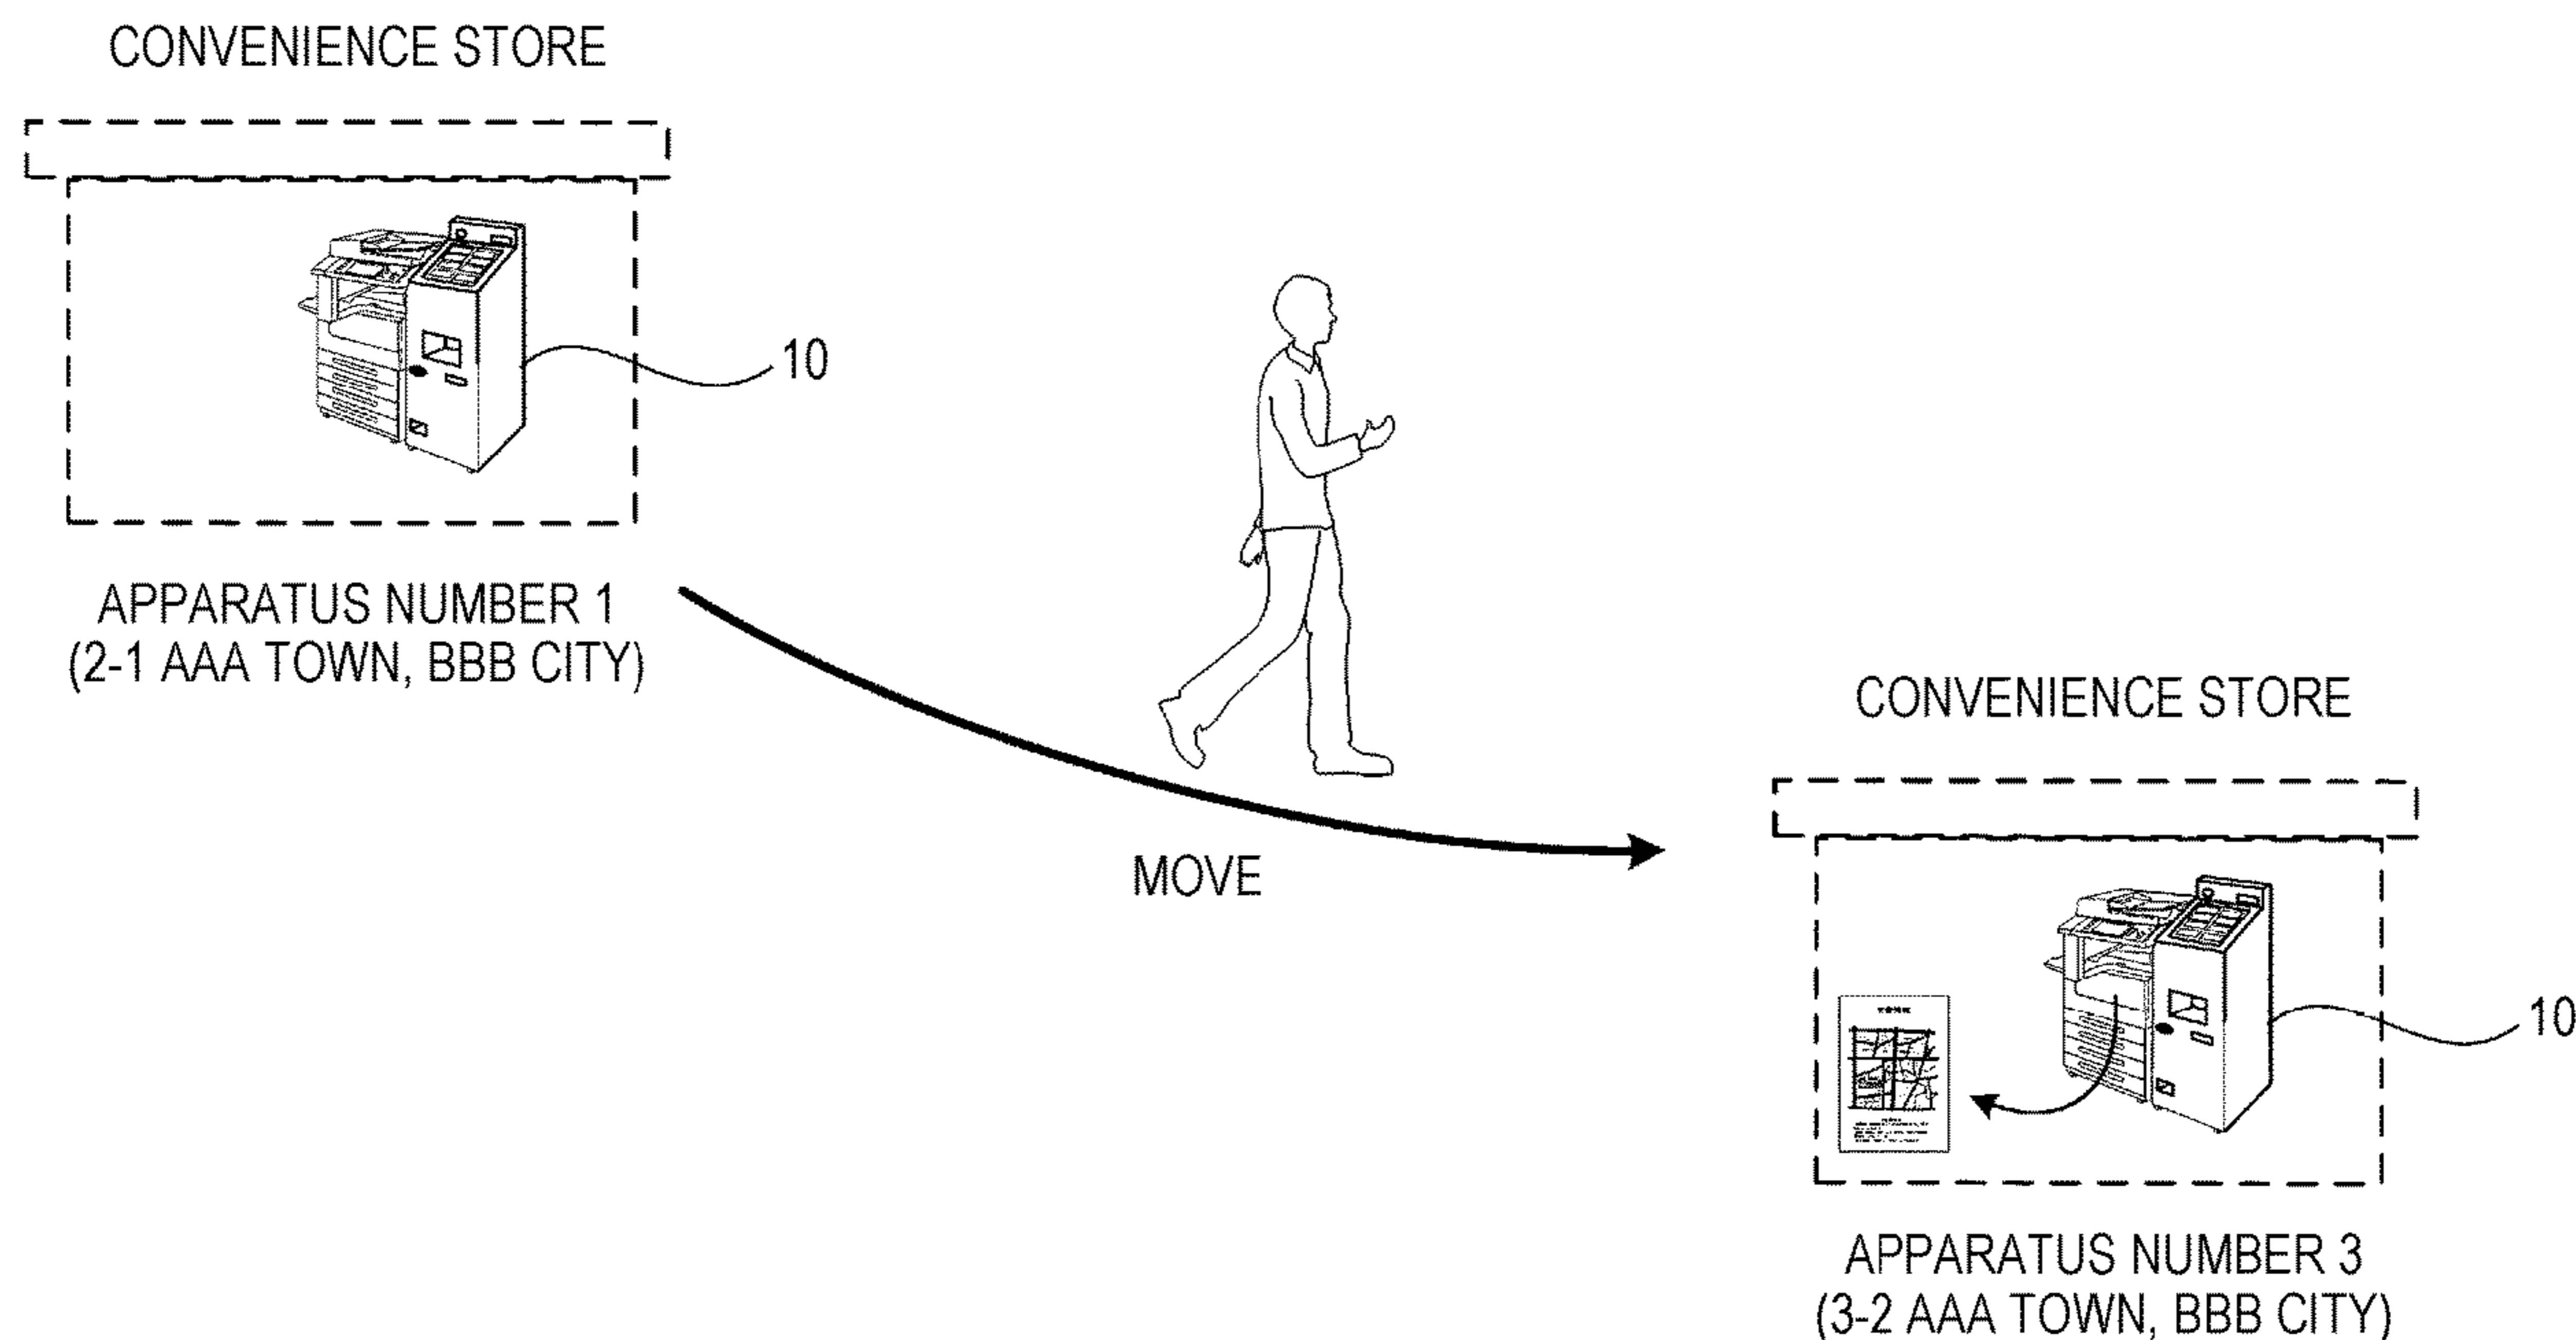 CONVENIENCE STORE
10
APPARATUS NUMBER 1
(2-1 AAA TOWN, BBB CITY)
MOVE
CONVENIENCE STORE
10
APPARATUS NUMBER 3
(3-2 AAA TOWN, BBB CITY)